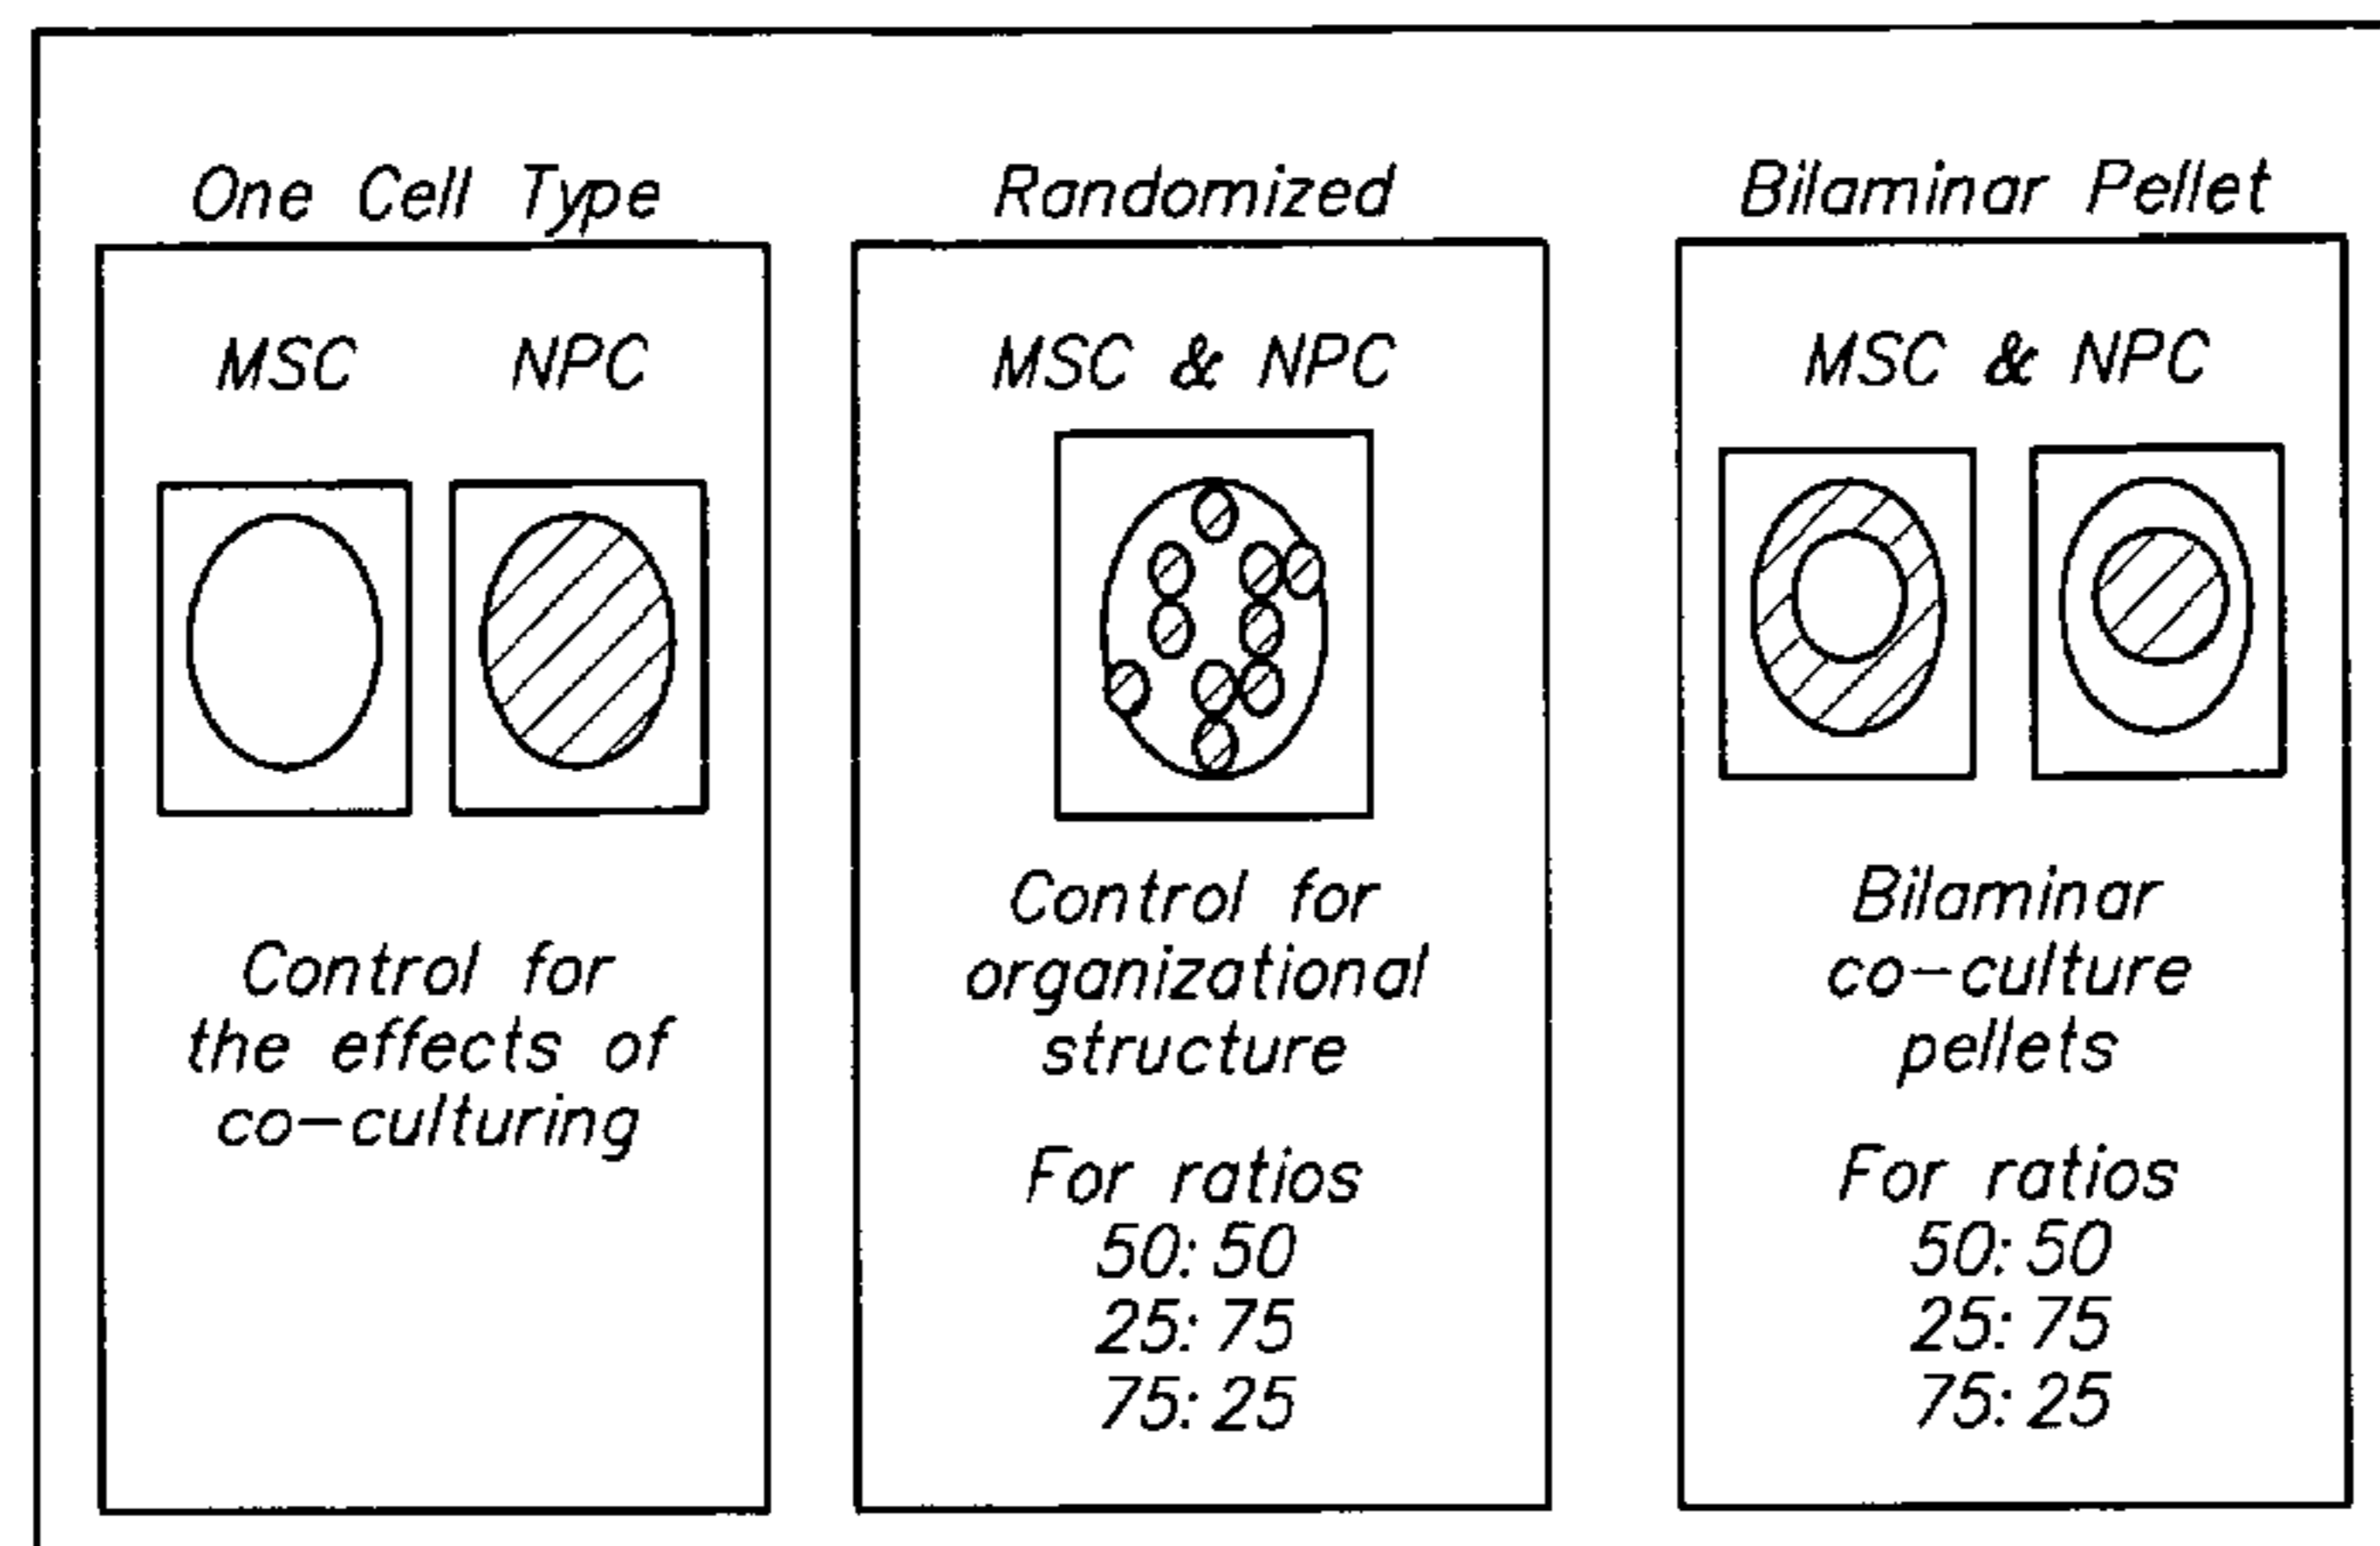 One Cell Type
MSC NPC
Control for
the effects of
co-culturing
Randomized
MSC & NPC
Control for
organizational
structure
For ratios
50:50
25:75
75:25
Bilaminar Pellet
MSC & NPC
Bilaminar
co-culture
pellets
For ratios
50:50
25:75
75:25